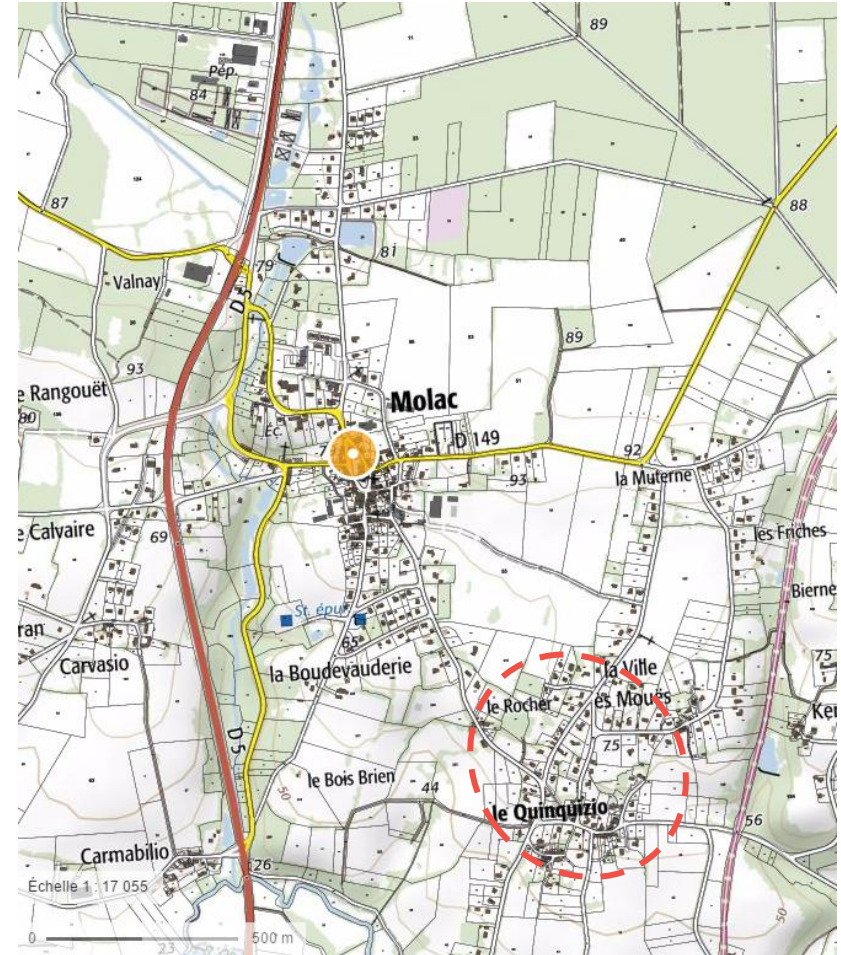 89
Pép.
84
87
88
Valnay
79
81
D 5
93
89
e Rangouët
80
Molac
Éc.
D 149
92
93
la Muterne
e Calvaire
69
les Friches
Bierne
St. épur.
ran
65
75
Carvasio
la Boudevauderie
la Ville
es Mouës
le Rocher
Ker
D 5
75
le Bois Brien
44
50
le Quinquizio
56
Carmabilio
26
Échelle 1 : 17 055
50
0
500 m
23